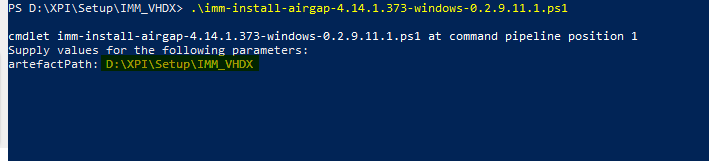 PS D:\XPI\Setup\IMM_VHDX> .\imm-install-airgap-4.14.1.373-windows-0.2.9.11.1.ps1
cmdlet imm-install-airgap-4.14.1.373-windows-0.2.9.11.1.ps1 at command pipeline position 1
Supply values for the following parameters:
artefactPath: D:\XPI\Setup\IMM_VHDX